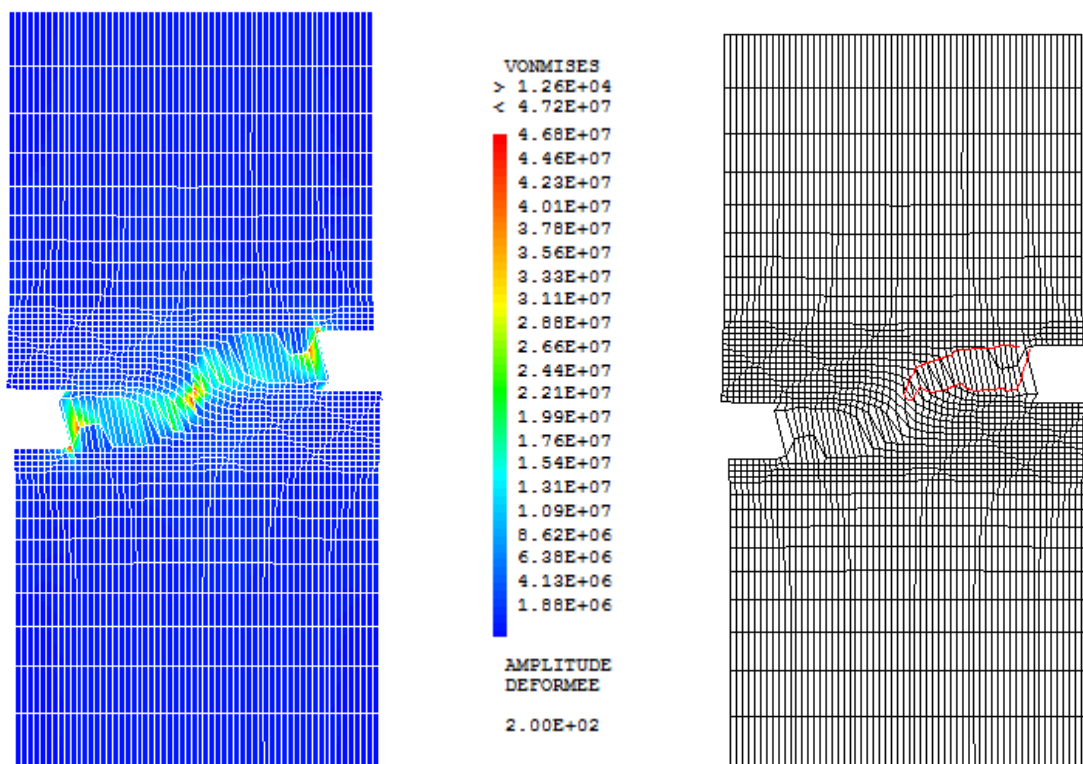 VONMISES
> 1.26E+04
< 4.72E+07
4.68E+07
4.46E+07
4.23E+07
4.01E+07
3.78E+07
3.56E+07
3.33E+07
3.11E+07
2.88E+07
2.66E+07
2.44E+07
2.21E+07
1.99E+07
1.76E+07
1.54E+07
1.31E+07
1.09E+07
8.62E+06
6.38E+06
4.13E+06
1.88E+06
AMPLITUDE
DEFORMEE
2.00E+02